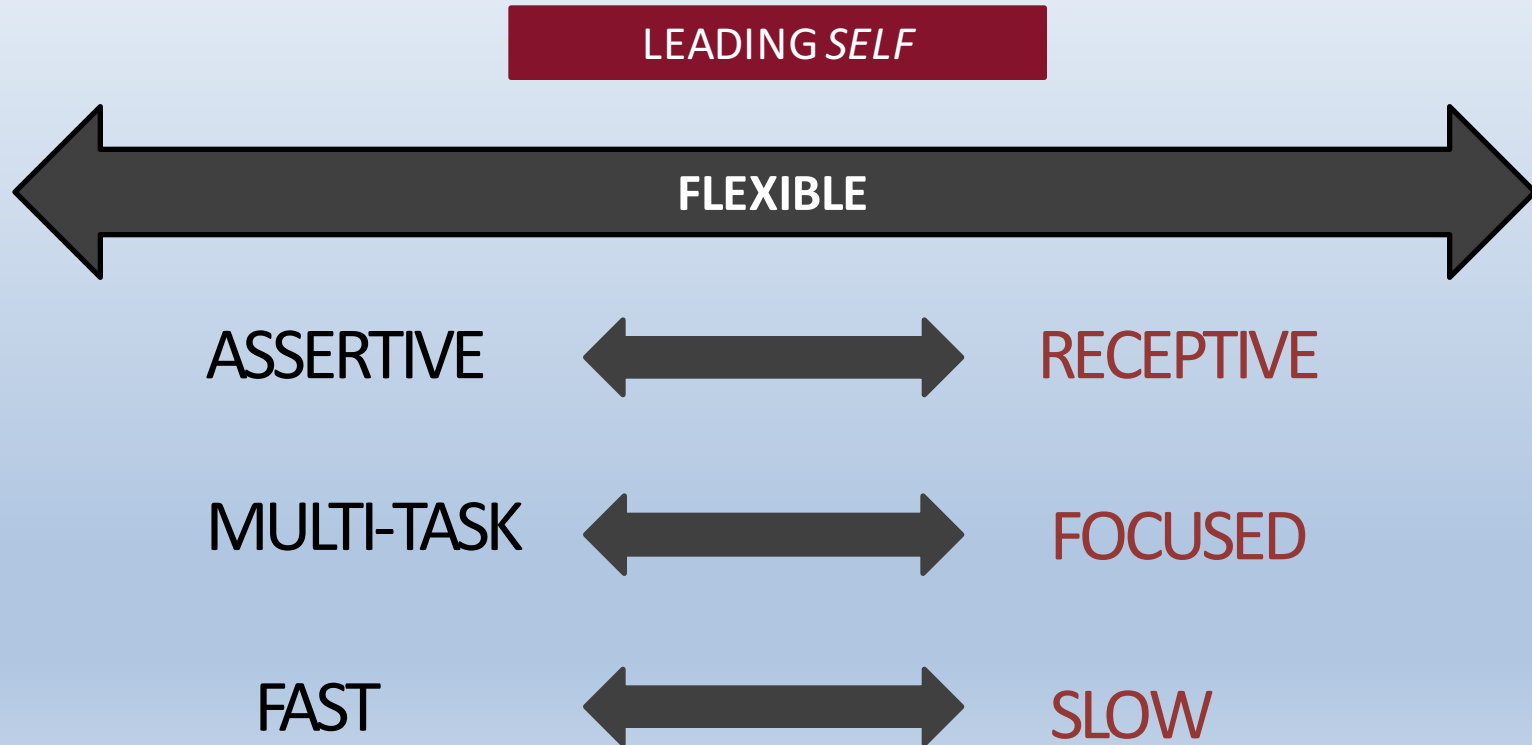 LEADING SELF
FLEXIBLE
ASSERTIVE RECEPTIVE
MULTI-TASK FOCUSED
FAST SLOW